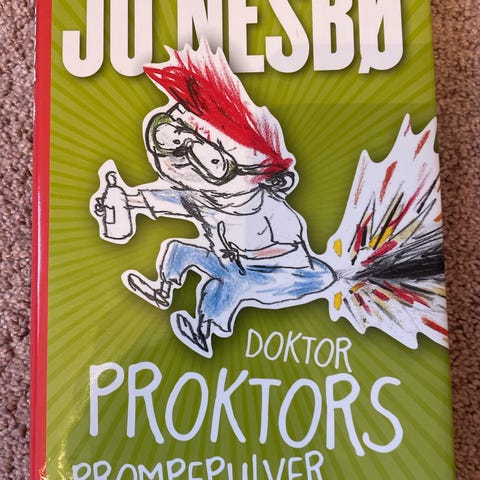 JO NESBØ
DOKTOR
PROKTORS
PROMPEPULVER